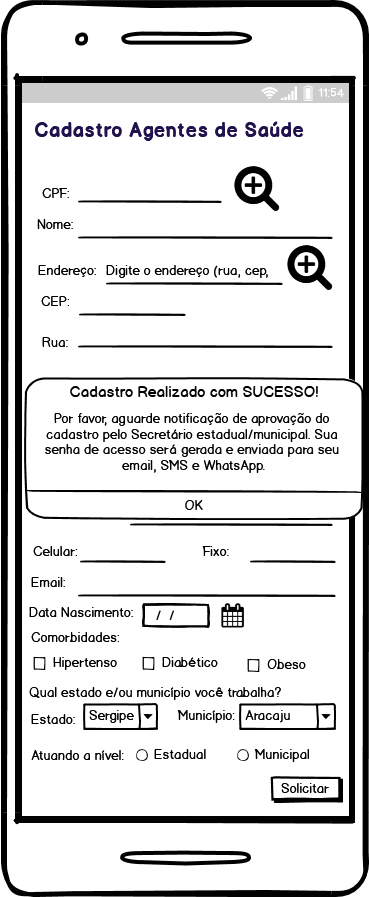 11:54
Cadastro Agentes de Saúde
CPF:
Nome:
Endereço: Digite o endereço (rua, cep,
CEP:
Rua:
Cadastro Realizado com SUCESSO!
Por favor, aguarde notificação de aprovação do
cadastro pelo Secretário estadual/municipal. Sua
senha de acesso será gerada e enviada para seu
email, SMS e WhatsApp.
OK
Celular: Fixo:
Email:
Data Nascimento: / /
Comorbidades:
Hipertenso Diabético Obeso
Qual estado e/ou município você trabalha?
Estado: Sergipe Município: Aracaju
Atuando a nível: Estadual Municipal
Solicitar